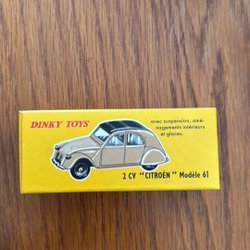 DINKY TOYS
avec suspension, amé-
nagements intérieurs
et glaces.
2 CV "CITROËN" Modèle 61